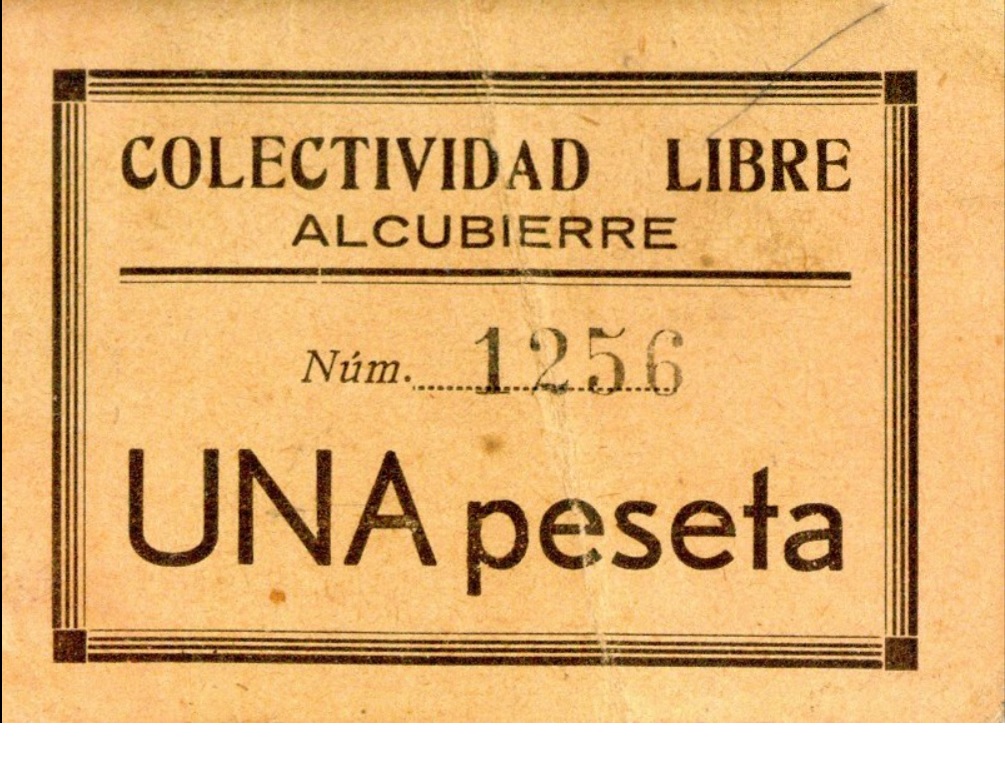 COLECTIVIDAD LIBRE
ALCUBIERRE
Núm. 1256
UNA peseta